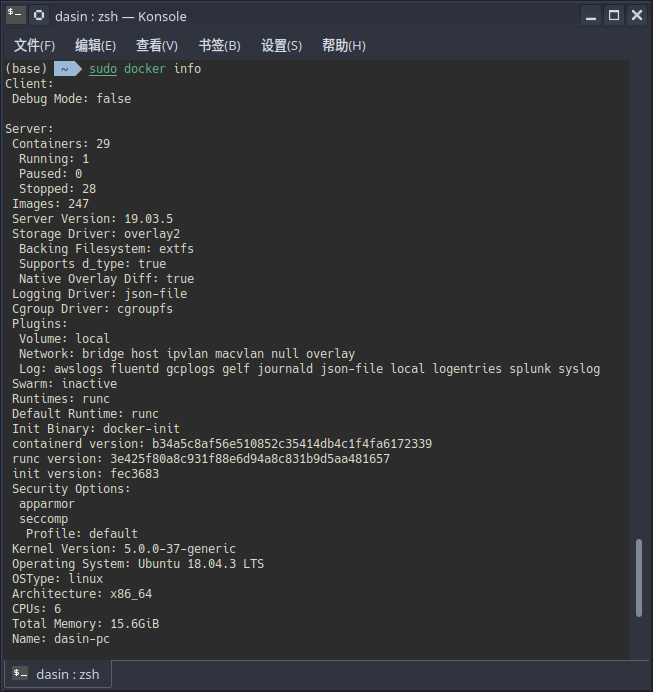 dasin : zsh — Konsole
文件(F) 编辑(E) 查看(V) 书签(B) 设置(S) 帮助(H)
(base) ~ sudo docker info
Client:
 Debug Mode: false

Server:
 Containers: 29
  Running: 1
  Paused: 0
  Stopped: 28
 Images: 247
 Server Version: 19.03.5
 Storage Driver: overlay2
  Backing Filesystem: extfs
  Supports d_type: true
  Native Overlay Diff: true
 Logging Driver: json-file
 Cgroup Driver: cgroupfs
 Plugins:
  Volume: local
  Network: bridge host ipvlan macvlan null overlay
  Log: awslogs fluentd gcplogs gelf journald json-file local logentries splunk syslog
 Swarm: inactive
 Runtimes: runc
 Default Runtime: runc
 Init Binary: docker-init
 containerd version: b34a5c8af56e510852c35414db4c1f4fa6172339
 runc version: 3e425f80a8c931f88e6d94a8c831b9d5aa481657
 init version: fec3683
 Security Options:
  apparmor
  seccomp
   Profile: default
 Kernel Version: 5.0.0-37-generic
 Operating System: Ubuntu 18.04.3 LTS
 OSType: linux
 Architecture: x86_64
 CPUs: 6
 Total Memory: 15.6GiB
 Name: dasin-pc
dasin : zsh